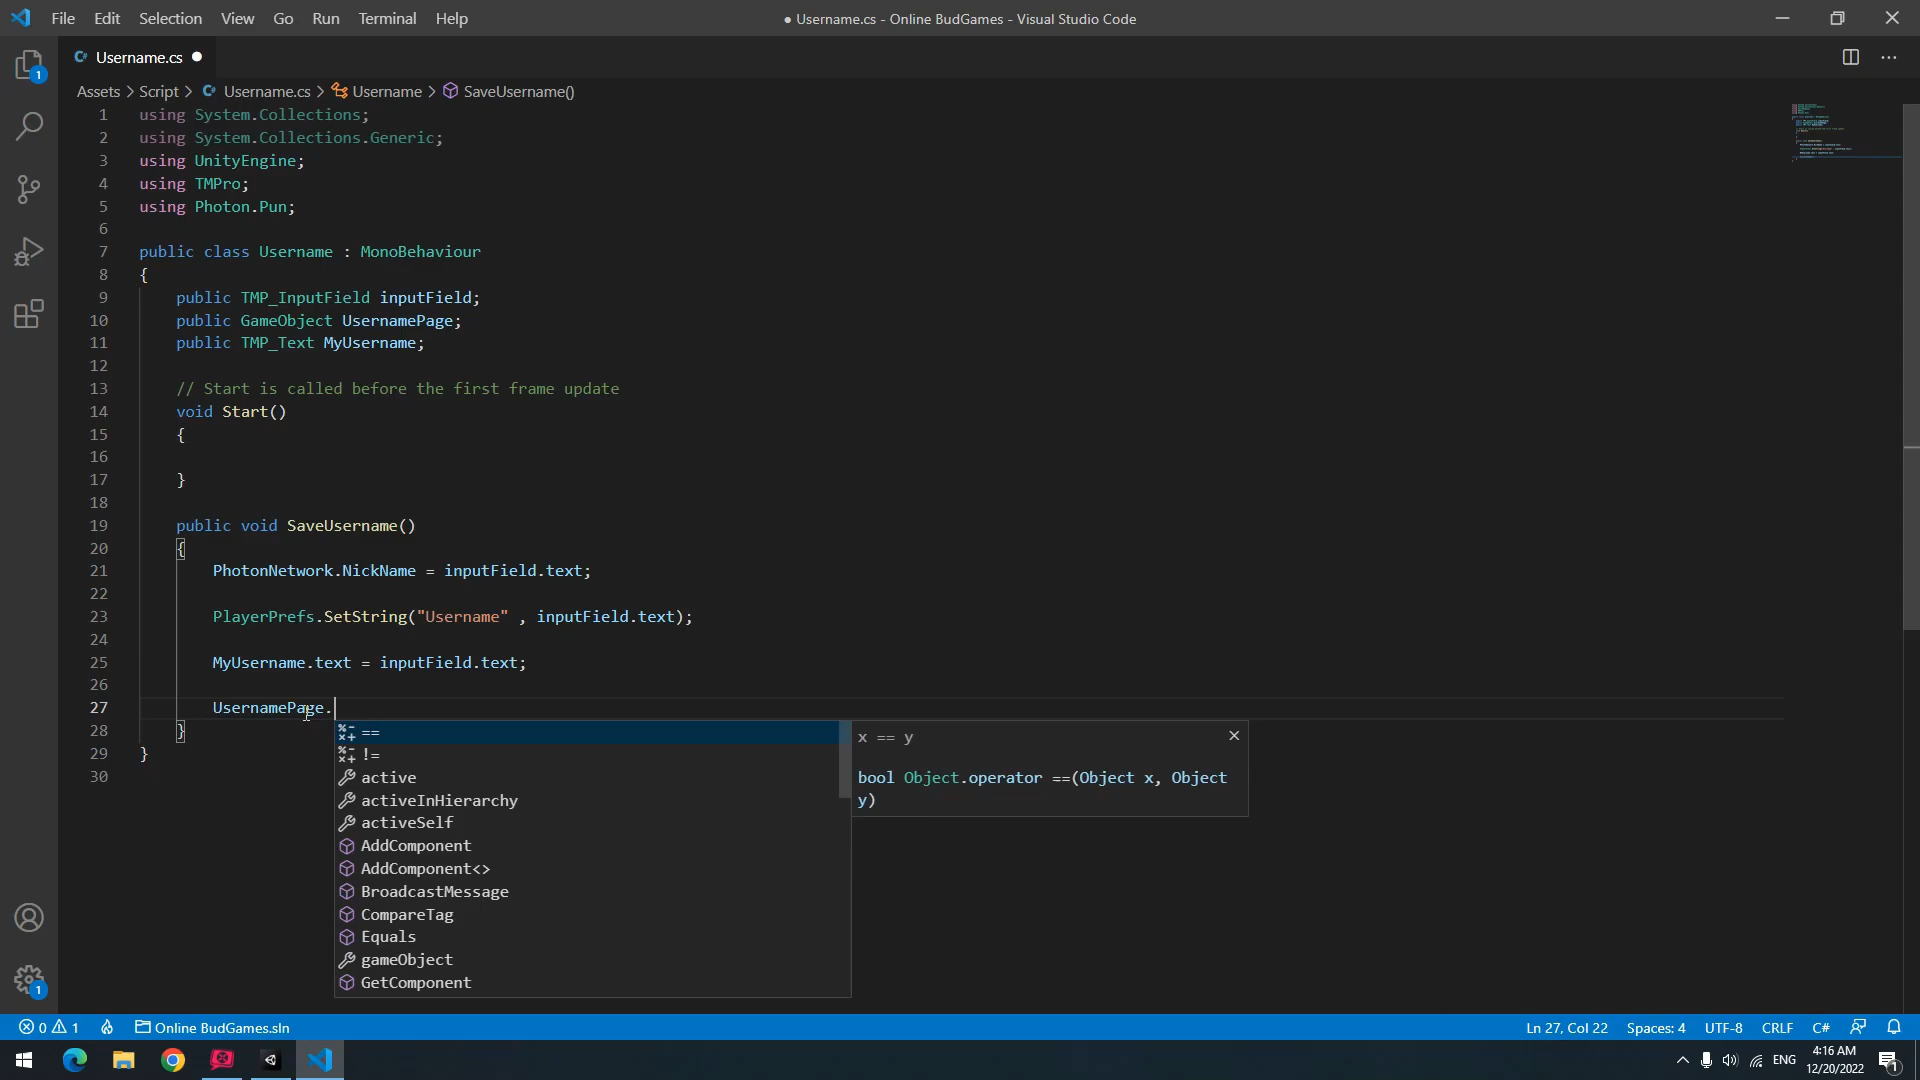 File Edit Selection View Go Run Terminal Help
● Username.cs - Online BudGames - Visual Studio Code
Username.cs
Assets > Script > Username.cs > Username > SaveUsername()
1 using System.Collections;
2 using System.Collections.Generic;
3 using UnityEngine;
4 using TMPro;
5 using Photon.Pun;
6
7 public class Username : MonoBehaviour
8 {
9 public TMP_InputField inputField;
10 public GameObject UsernamePage;
11 public TMP_Text MyUsername;
12
13 // Start is called before the first frame update
14 void Start()
15 {
16
17 }
18
19 public void SaveUsername()
20 {
21 PhotonNetwork.NickName = inputField.text;
22
23 PlayerPrefs.SetString("Username" , inputField.text);
24
25 MyUsername.text = inputField.text;
26
27 UsernamePage.
28 }
29 }
30
==
!=
active
activeInHierarchy
activeSelf
AddComponent
AddComponent<>
BroadcastMessage
CompareTag
Equals
gameObject
GetComponent
x == y
bool Object.operator ==(Object x, Object
y)
1
1
0 1 Online BudGames.sln
Ln 27, Col 22 Spaces: 4 UTF-8 CRLF C#
ENG
4:16 AM
12/20/2022
1